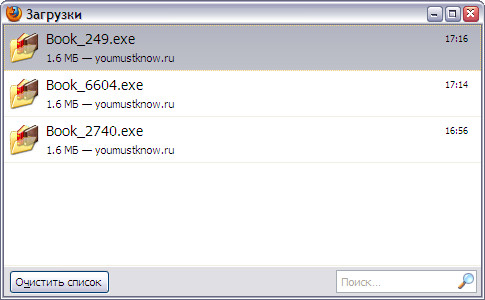 Загрузки
Book_249.exe
17:16
1.6 МБ — youmustknow.ru
Book_6604.exe
17:14
1.6 МБ — youmustknow.ru
Book_2740.exe
16:56
1.6 МБ — youmustknow.ru
Очистить список
Поиск...